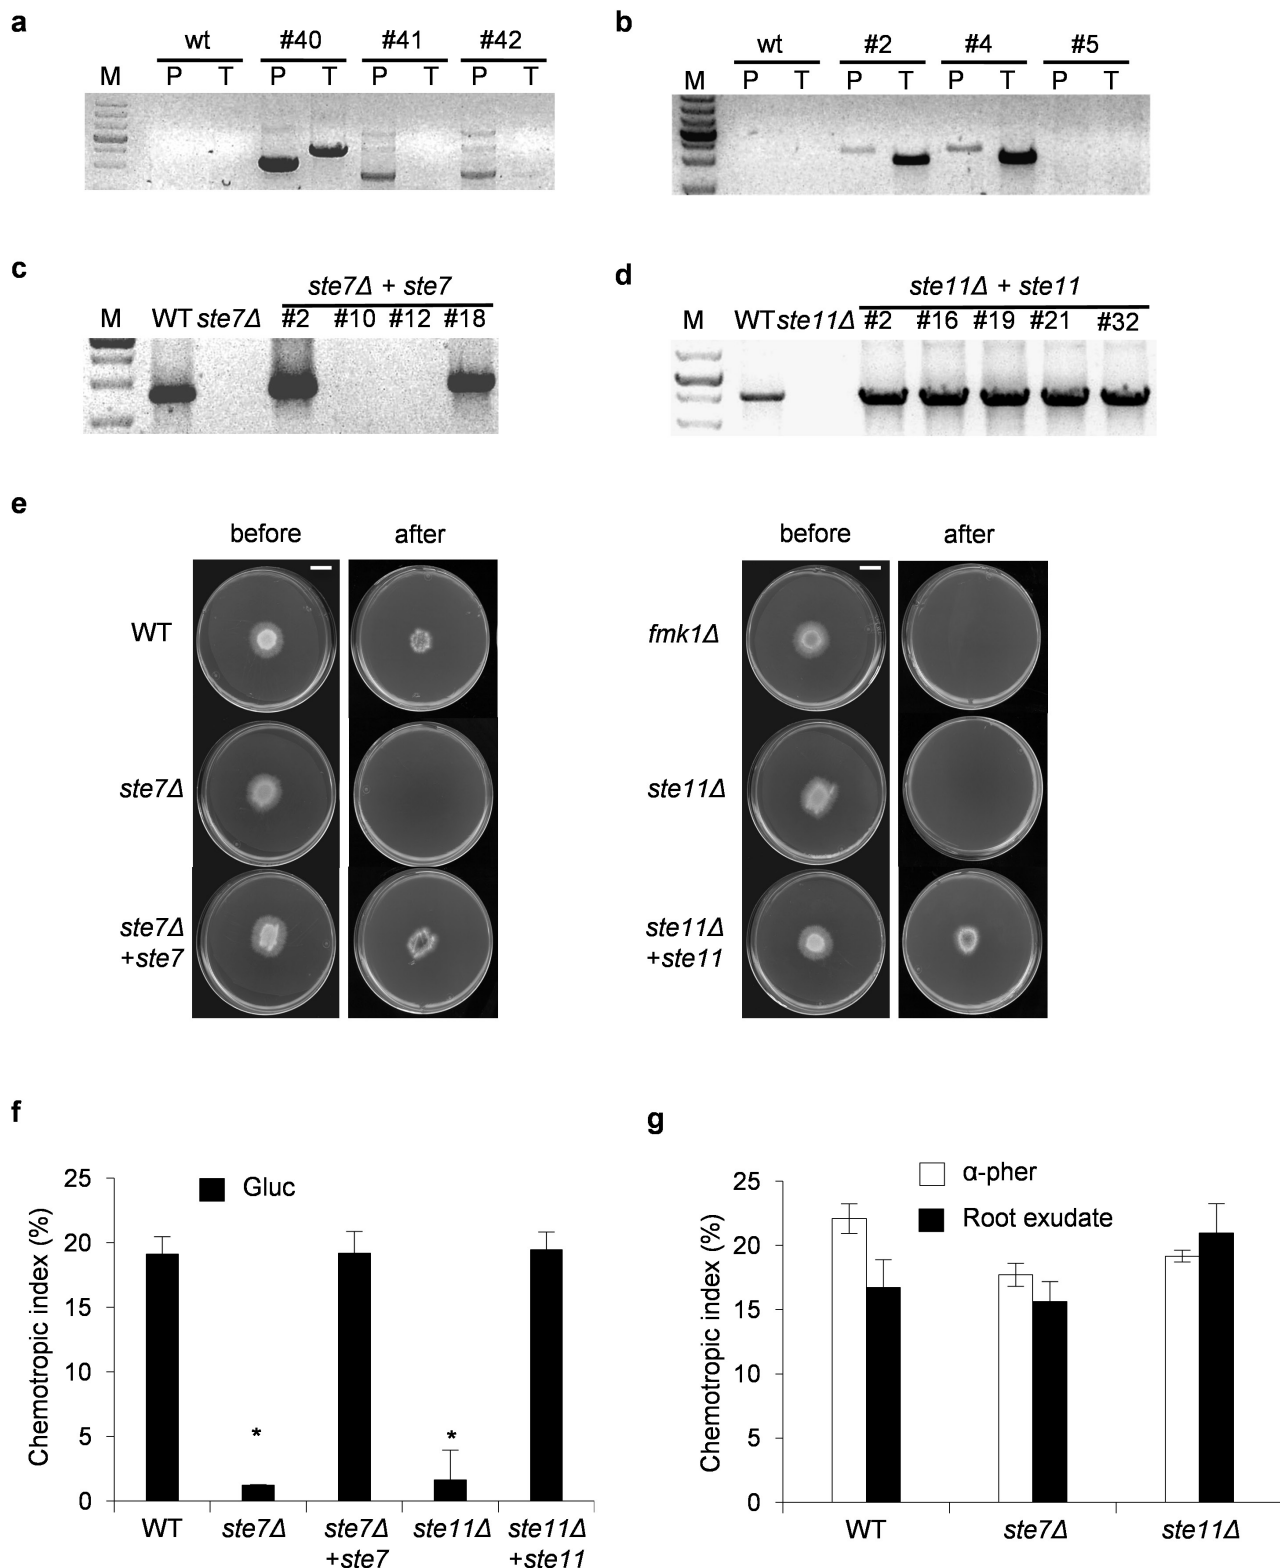 a
wt #40 #41 #42
M P T P T P T P T
b
wt #2 #4 #5
M P T P T P T P T
c
ste7Δ + ste7
M WT ste7Δ #2 #10 #12 #18
d
ste11Δ + ste11
M WT ste11Δ #2 #16 #19 #21 #32
e
before after
WT
ste7Δ
ste7Δ
+ste7
before after
fmk1Δ
ste11Δ
ste11Δ
+ste11
f
Gluc
Chemotropic index (%)
25
20
15
10
5
0
* *
WT ste7Δ ste7Δ ste11Δ ste11Δ
+ste7 +ste11
g
α-pher
Root exudate
Chemotropic index (%)
25
20
15
10
5
0
WT ste7Δ ste11Δ